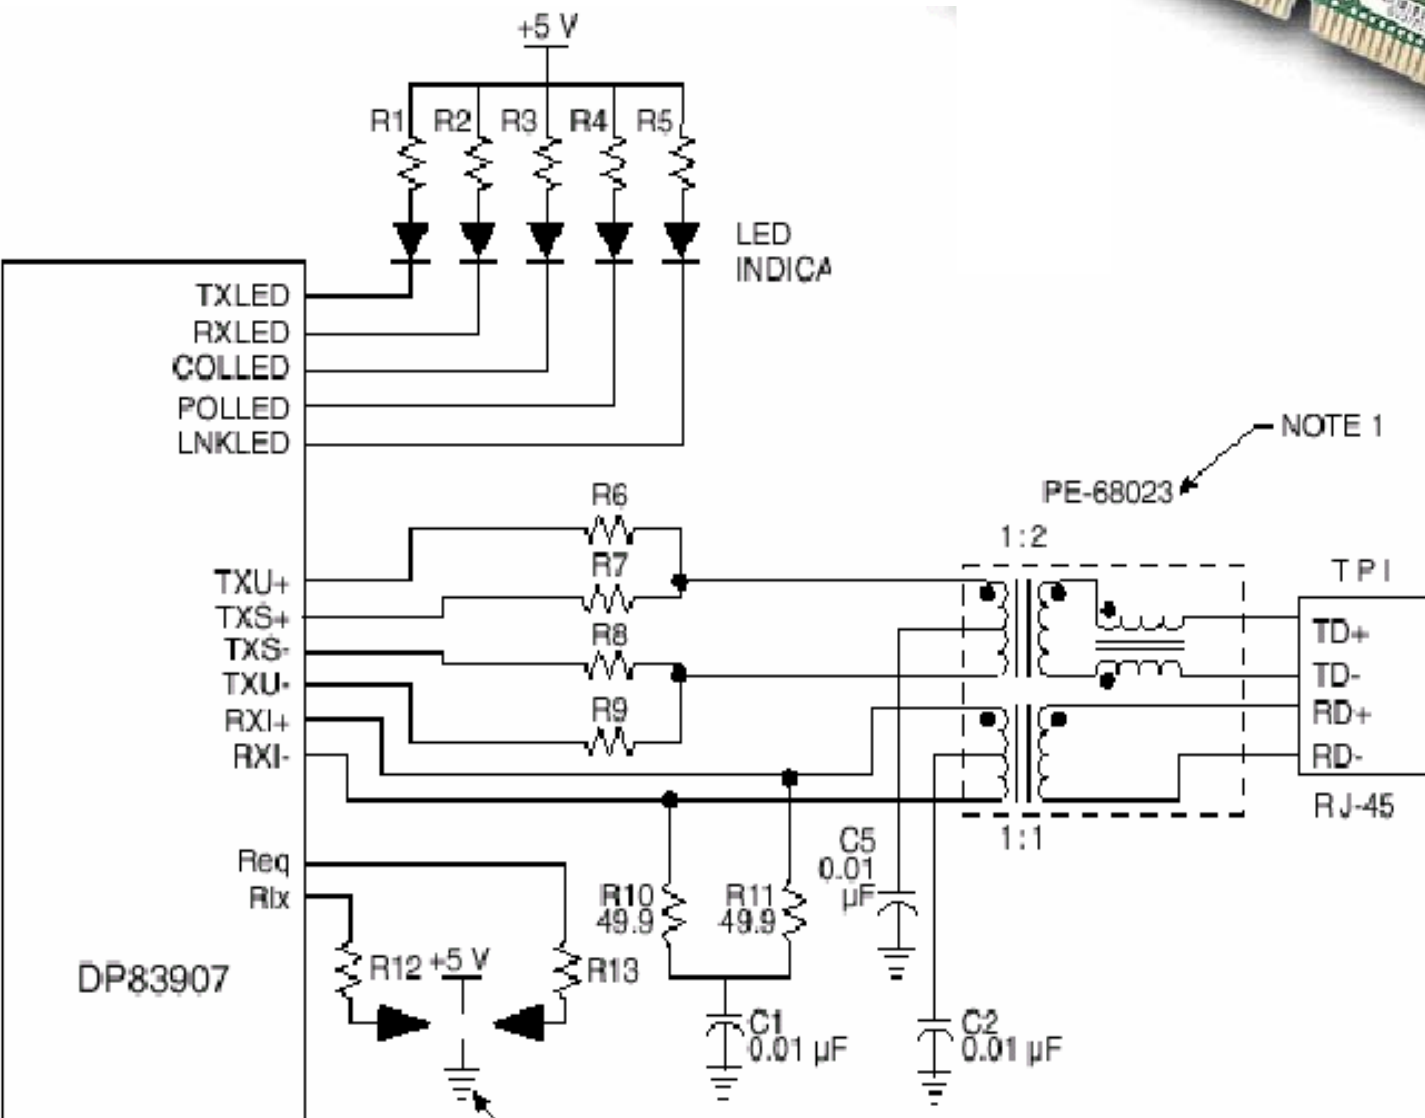 +5 V
R1 R2 R3 R4 R5
LED
INDICA
TXLED
RXLED
COLLED
POLLED
LNKLED
NOTE 1
PE-68023
1:2
R6
R7
R8
R9
TXU+
TXS+
TXS-
TXU-
RXI+
RXI-
TPI
TD+
TD-
RD+
RD-
RJ-45
1:1
Req
RIx
R10
49.9
R11
49.9
C5
0.01
µF
DP83907
R12
+5 V
R13
C1
0.01 µF
C2
0.01 µF